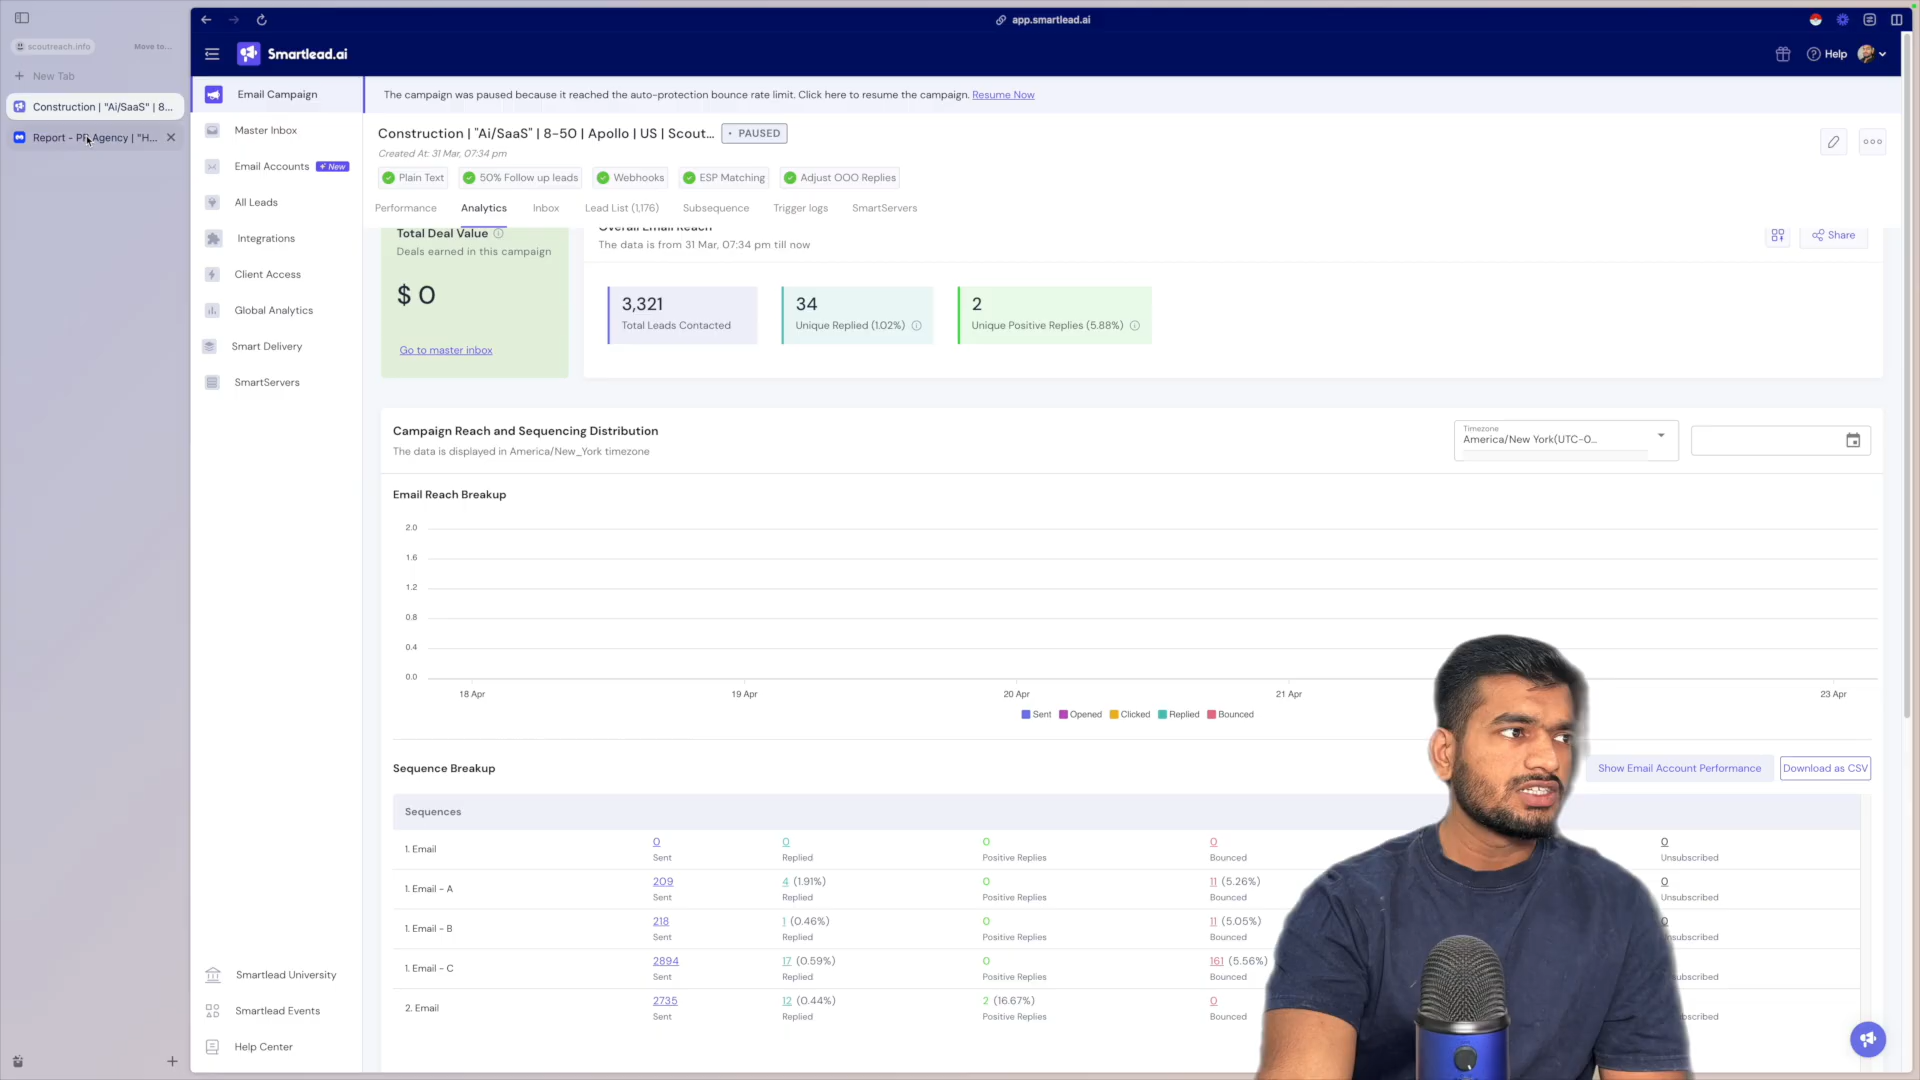 app.smartlead.ai
scoutreach.info
Move to...
New Tab
Construction | "Ai/SaaS" | 8...
Report - PR Agency | "H...
Smartlead.ai
Help
Email Campaign
Master Inbox
Email Accounts
New
All Leads
Integrations
Client Access
Global Analytics
Smart Delivery
SmartServers
Smartlead University
Smartlead Events
Help Center
The campaign was paused because it reached the auto-protection bounce rate limit. Click here to resume the campaign. Resume Now
Construction | "Ai/SaaS" | 8-50 | Apollo | US | Scout...
• PAUSED
Created At: 31 Mar, 07:34 pm
Plain Text
50% Follow up leads
Webhooks
ESP Matching
Adjust OOO Replies
Performance
Analytics
Inbox
Lead List (1,176)
Subsequence
Trigger logs
SmartServers
Total Deal Value
Deals earned in this campaign
$ 0
Go to master inbox
Overall Email Reach
The data is from 31 Mar, 07:34 pm till now
Share
3,321
Total Leads Contacted
34
Unique Replied (1.02%)
2
Unique Positive Replies (5.88%)
Campaign Reach and Sequencing Distribution
The data is displayed in America/New_York timezone
Timezone
America/New York(UTC-0...
Email Reach Breakup
2.0
1.6
1.2
0.8
0.4
0.0
18 Apr
19 Apr
20 Apr
21 Apr
23 Apr
Sent
Opened
Clicked
Replied
Bounced
Sequence Breakup
Show Email Account Performance
Download as CSV
Sequences
1. Email
0
Sent
0
Replied
0
Positive Replies
0
Bounced
0
Unsubscribed
1. Email - A
209
Sent
4 (1.91%)
Replied
0
Positive Replies
11 (5.26%)
Bounced
0
Unsubscribed
1. Email - B
218
Sent
1 (0.46%)
Replied
0
Positive Replies
11 (5.05%)
Bounced
0
1. Email - C
2894
Sent
17 (0.59%)
Replied
0
Positive Replies
161 (5.56%)
Bounced
2. Email
2735
Sent
12 (0.44%)
Replied
2 (16.67%)
Positive Replies
0
Bounced